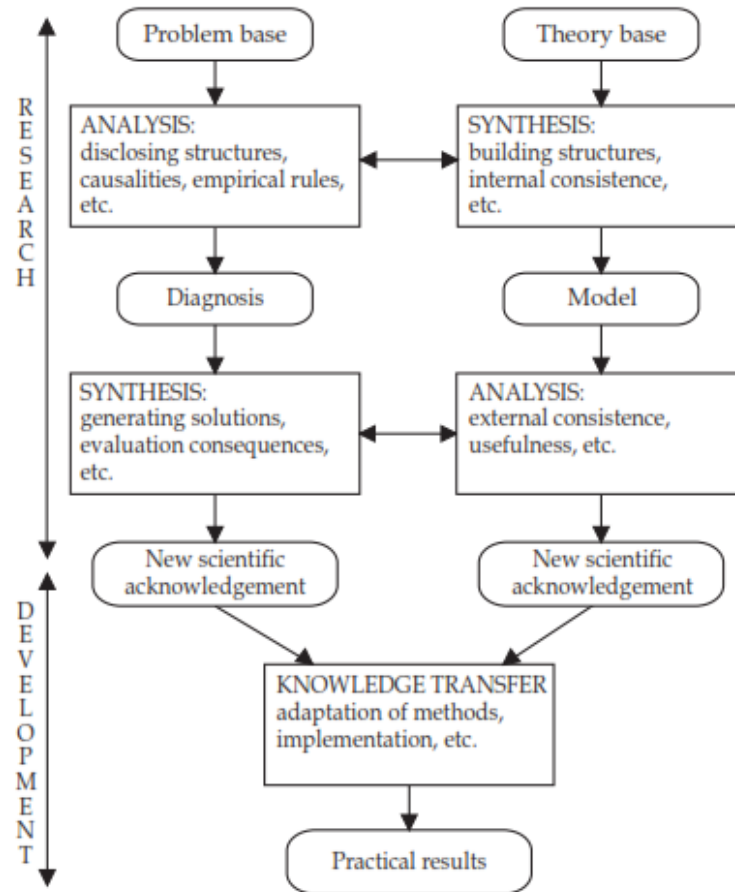 RESEARCH
Problem base
Theory base
ANALYSIS:
disclosing structures,
causalities, empirical rules,
etc.
SYNTHESIS:
building structures,
internal consistence,
etc.
Diagnosis
Model
SYNTHESIS:
generating solutions,
evaluation consequences,
etc.
ANALYSIS:
external consistence,
usefulness, etc.
New scientific
acknowledgement
New scientific
acknowledgement
DEVELOPMENT
KNOWLEDGE TRANSFER
adaptation of methods,
implementation, etc.
Practical results